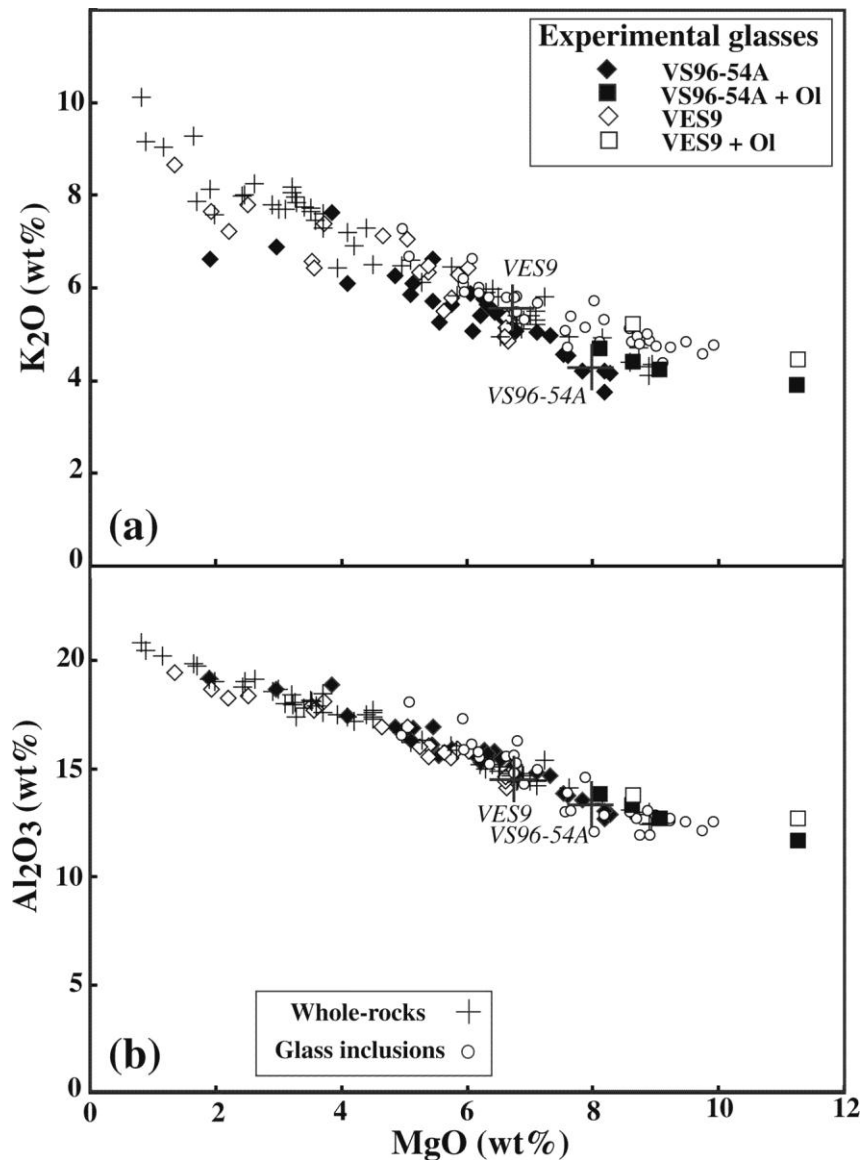 Experimental glasses
VS96-54A
VS96-54A + Ol
VES9
VES9 + Ol
10
8
6
4
2
0
K2O (wt%)
VES9
VS96-54A
(a)
20
15
10
5
0
Al2O3 (wt%)
VES9
VS96-54A
Whole-rocks
Glass inclusions
(b)
0 2 4 6 8 10 12
MgO (wt%)